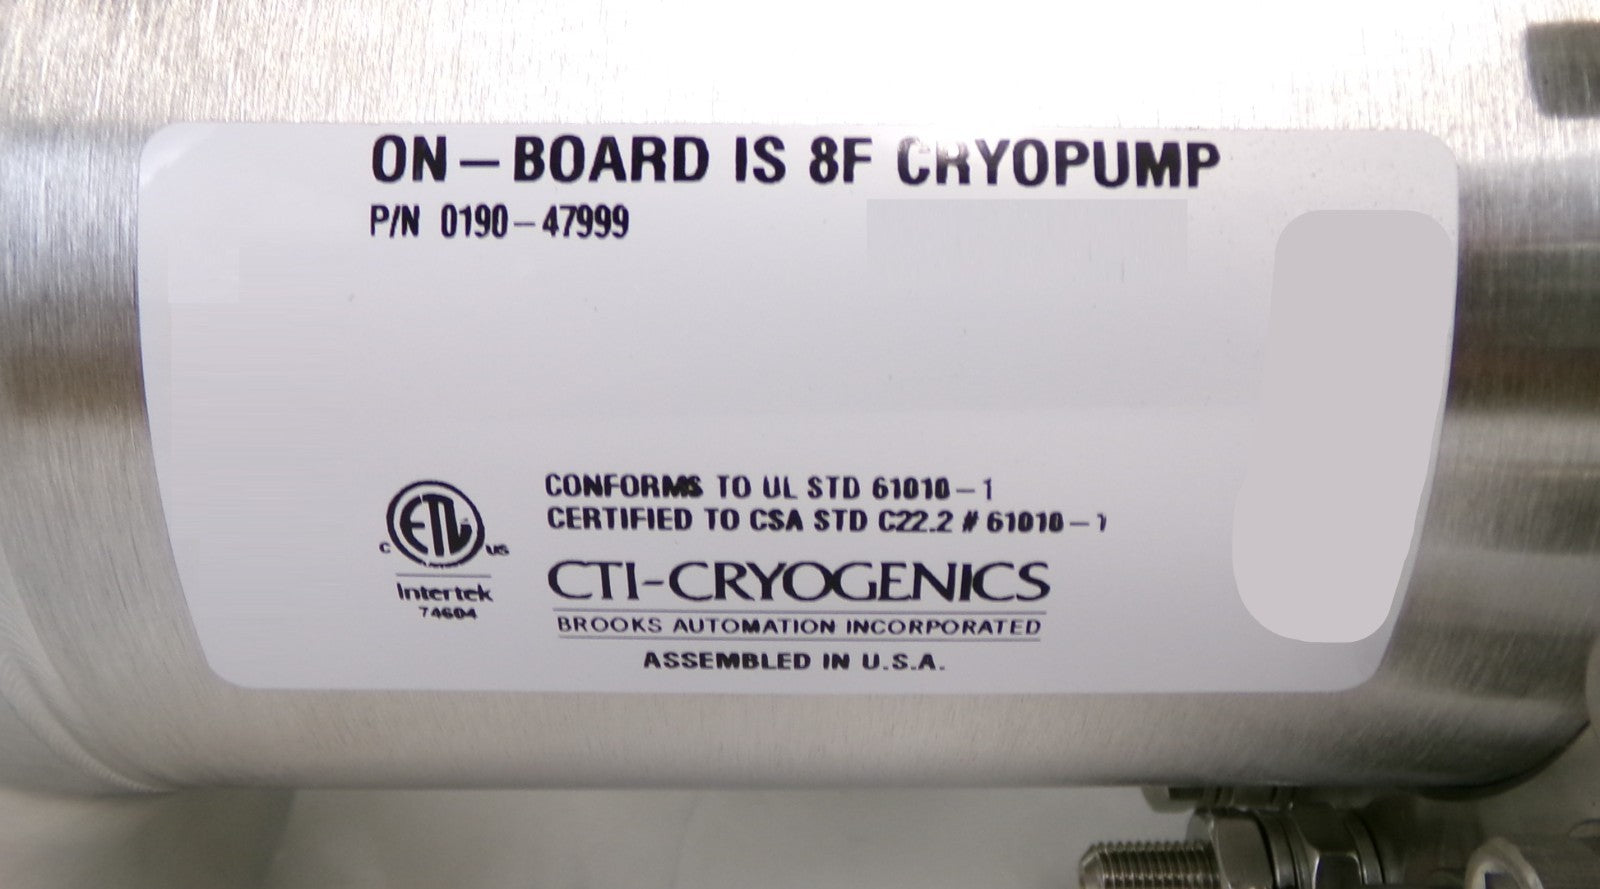 ON-BOARD IS 8F CRYOPUMP
P/N 0190-47999
CONFORMS TO UL STD 61010-1
CERTIFIED TO CSA STD C22.2 # 61010-1
ETL
C US
Intertek
74604
CTI-CRYOGENICS
BROOKS AUTOMATION INCORPORATED
ASSEMBLED IN U.S.A.